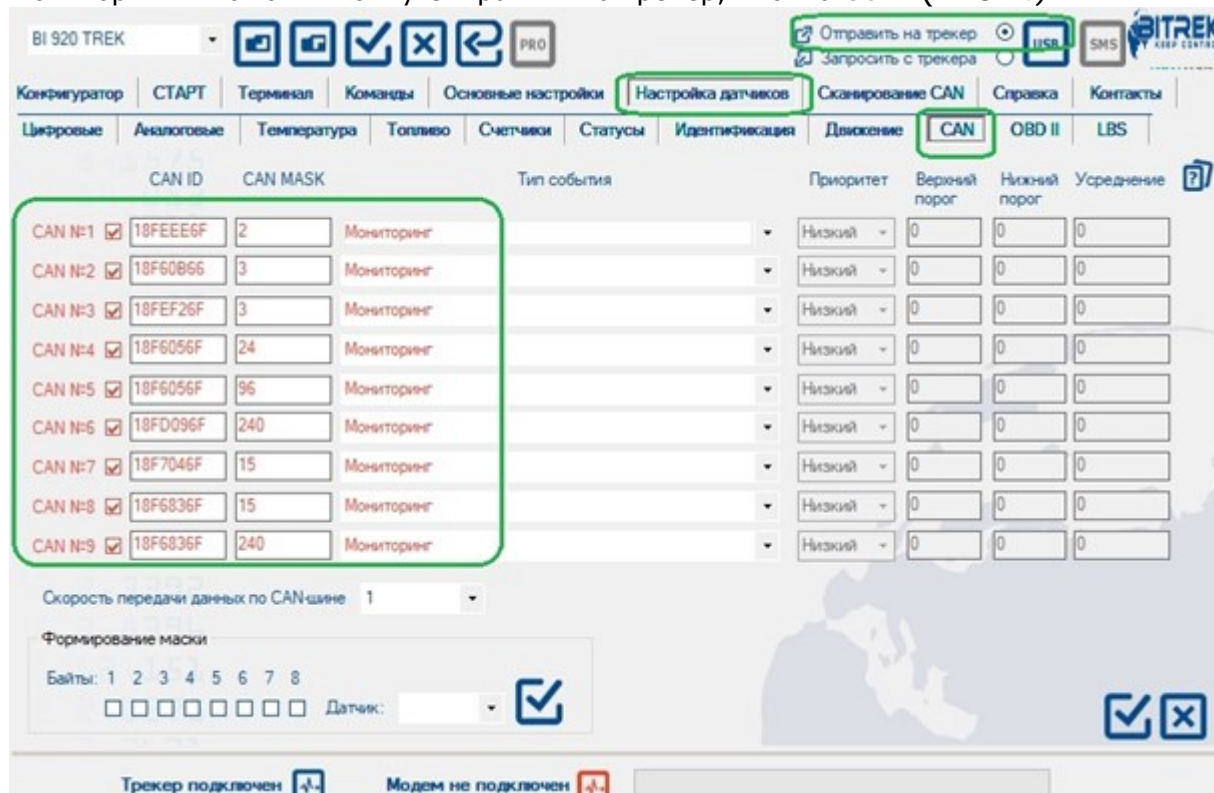 BI 920 TREK PRO Отправить на трекер USB SMS BITREK
Запросить с трекера
Конфигуратор СТАРТ Терминал Команды Основные настройки Настройка датчиков Сканирование CAN Справка Контакты
Цифровые Аналоговые Температура Топливо Счетчики Статусы Идентификация Движение CAN OBD II LBS
CAN ID CAN MASK Тип события Приоритет Верхний порог Нижний порог Усреднение
CAN №1 18FEEE6F 2 Мониторинг Низкий 0 0 0
CAN №2 18F60B66 3 Мониторинг Низкий 0 0 0
CAN №3 18FEF26F 3 Мониторинг Низкий 0 0 0
CAN №4 18F6056F 24 Мониторинг Низкий 0 0 0
CAN №5 18F6056F 96 Мониторинг Низкий 0 0 0
CAN №6 18FD096F 240 Мониторинг Низкий 0 0 0
CAN №7 18F7046F 15 Мониторинг Низкий 0 0 0
CAN №8 18F6836F 15 Мониторинг Низкий 0 0 0
CAN №9 18F6836F 240 Мониторинг Низкий 0 0 0
Скорость передачи данных по CAN-шине 1
Формирование маски
Байты: 1 2 3 4 5 6 7 8
Датчик:
Трекер подключен Модем не подключен